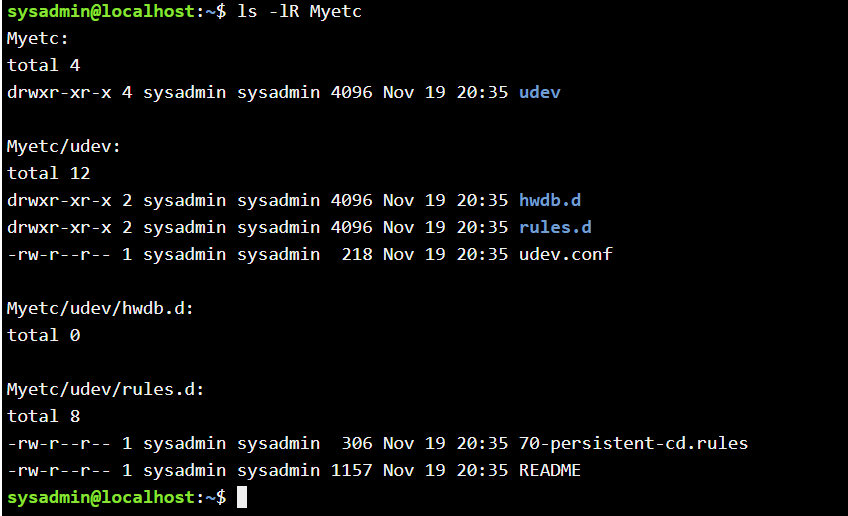 sysadmin@localhost:~$ ls -lR Myetc
Myetc:
total 4
drwxr-xr-x 4 sysadmin sysadmin 4096 Nov 19 20:35 udev

Myetc/udev:
total 12
drwxr-xr-x 2 sysadmin sysadmin 4096 Nov 19 20:35 hwdb.d
drwxr-xr-x 2 sysadmin sysadmin 4096 Nov 19 20:35 rules.d
-rw-r--r-- 1 sysadmin sysadmin  218 Nov 19 20:35 udev.conf

Myetc/udev/hwdb.d:
total 0

Myetc/udev/rules.d:
total 8
-rw-r--r-- 1 sysadmin sysadmin  306 Nov 19 20:35 70-persistent-cd.rules
-rw-r--r-- 1 sysadmin sysadmin 1157 Nov 19 20:35 README
sysadmin@localhost:~$